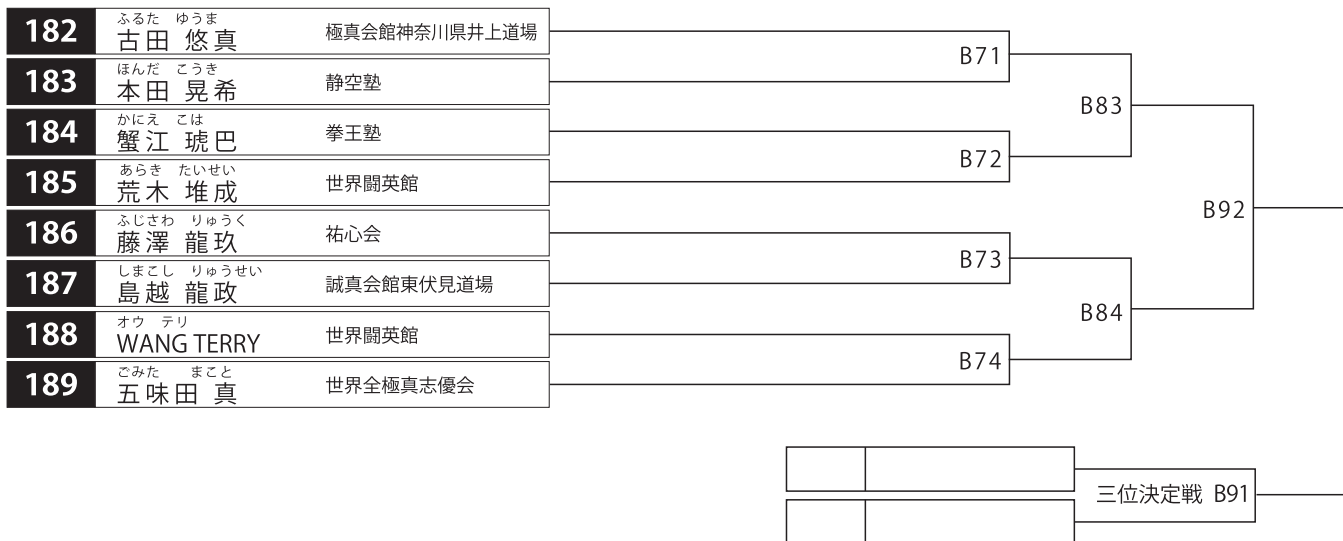 182
ふるた ゆうま
古田 悠真
極真会館神奈川県井上道場
183
ほんだ こうき
本田 晃希
静空塾
184
かにえ こは
蟹江 琥巴
拳王塾
185
あらき たいせい
荒木 堆成
世界闘英館
186
ふじさわ りゅうく
藤澤 龍玖
祐心会
187
しまこし りゅうせい
島越 龍政
誠真会館東伏見道場
188
オウ テリ
WANG TERRY
世界闘英館
189
ごみた まこと
五味田 真
世界全極真志優会
B71
B72
B73
B74
B83
B84
B92
三位決定戦 B91